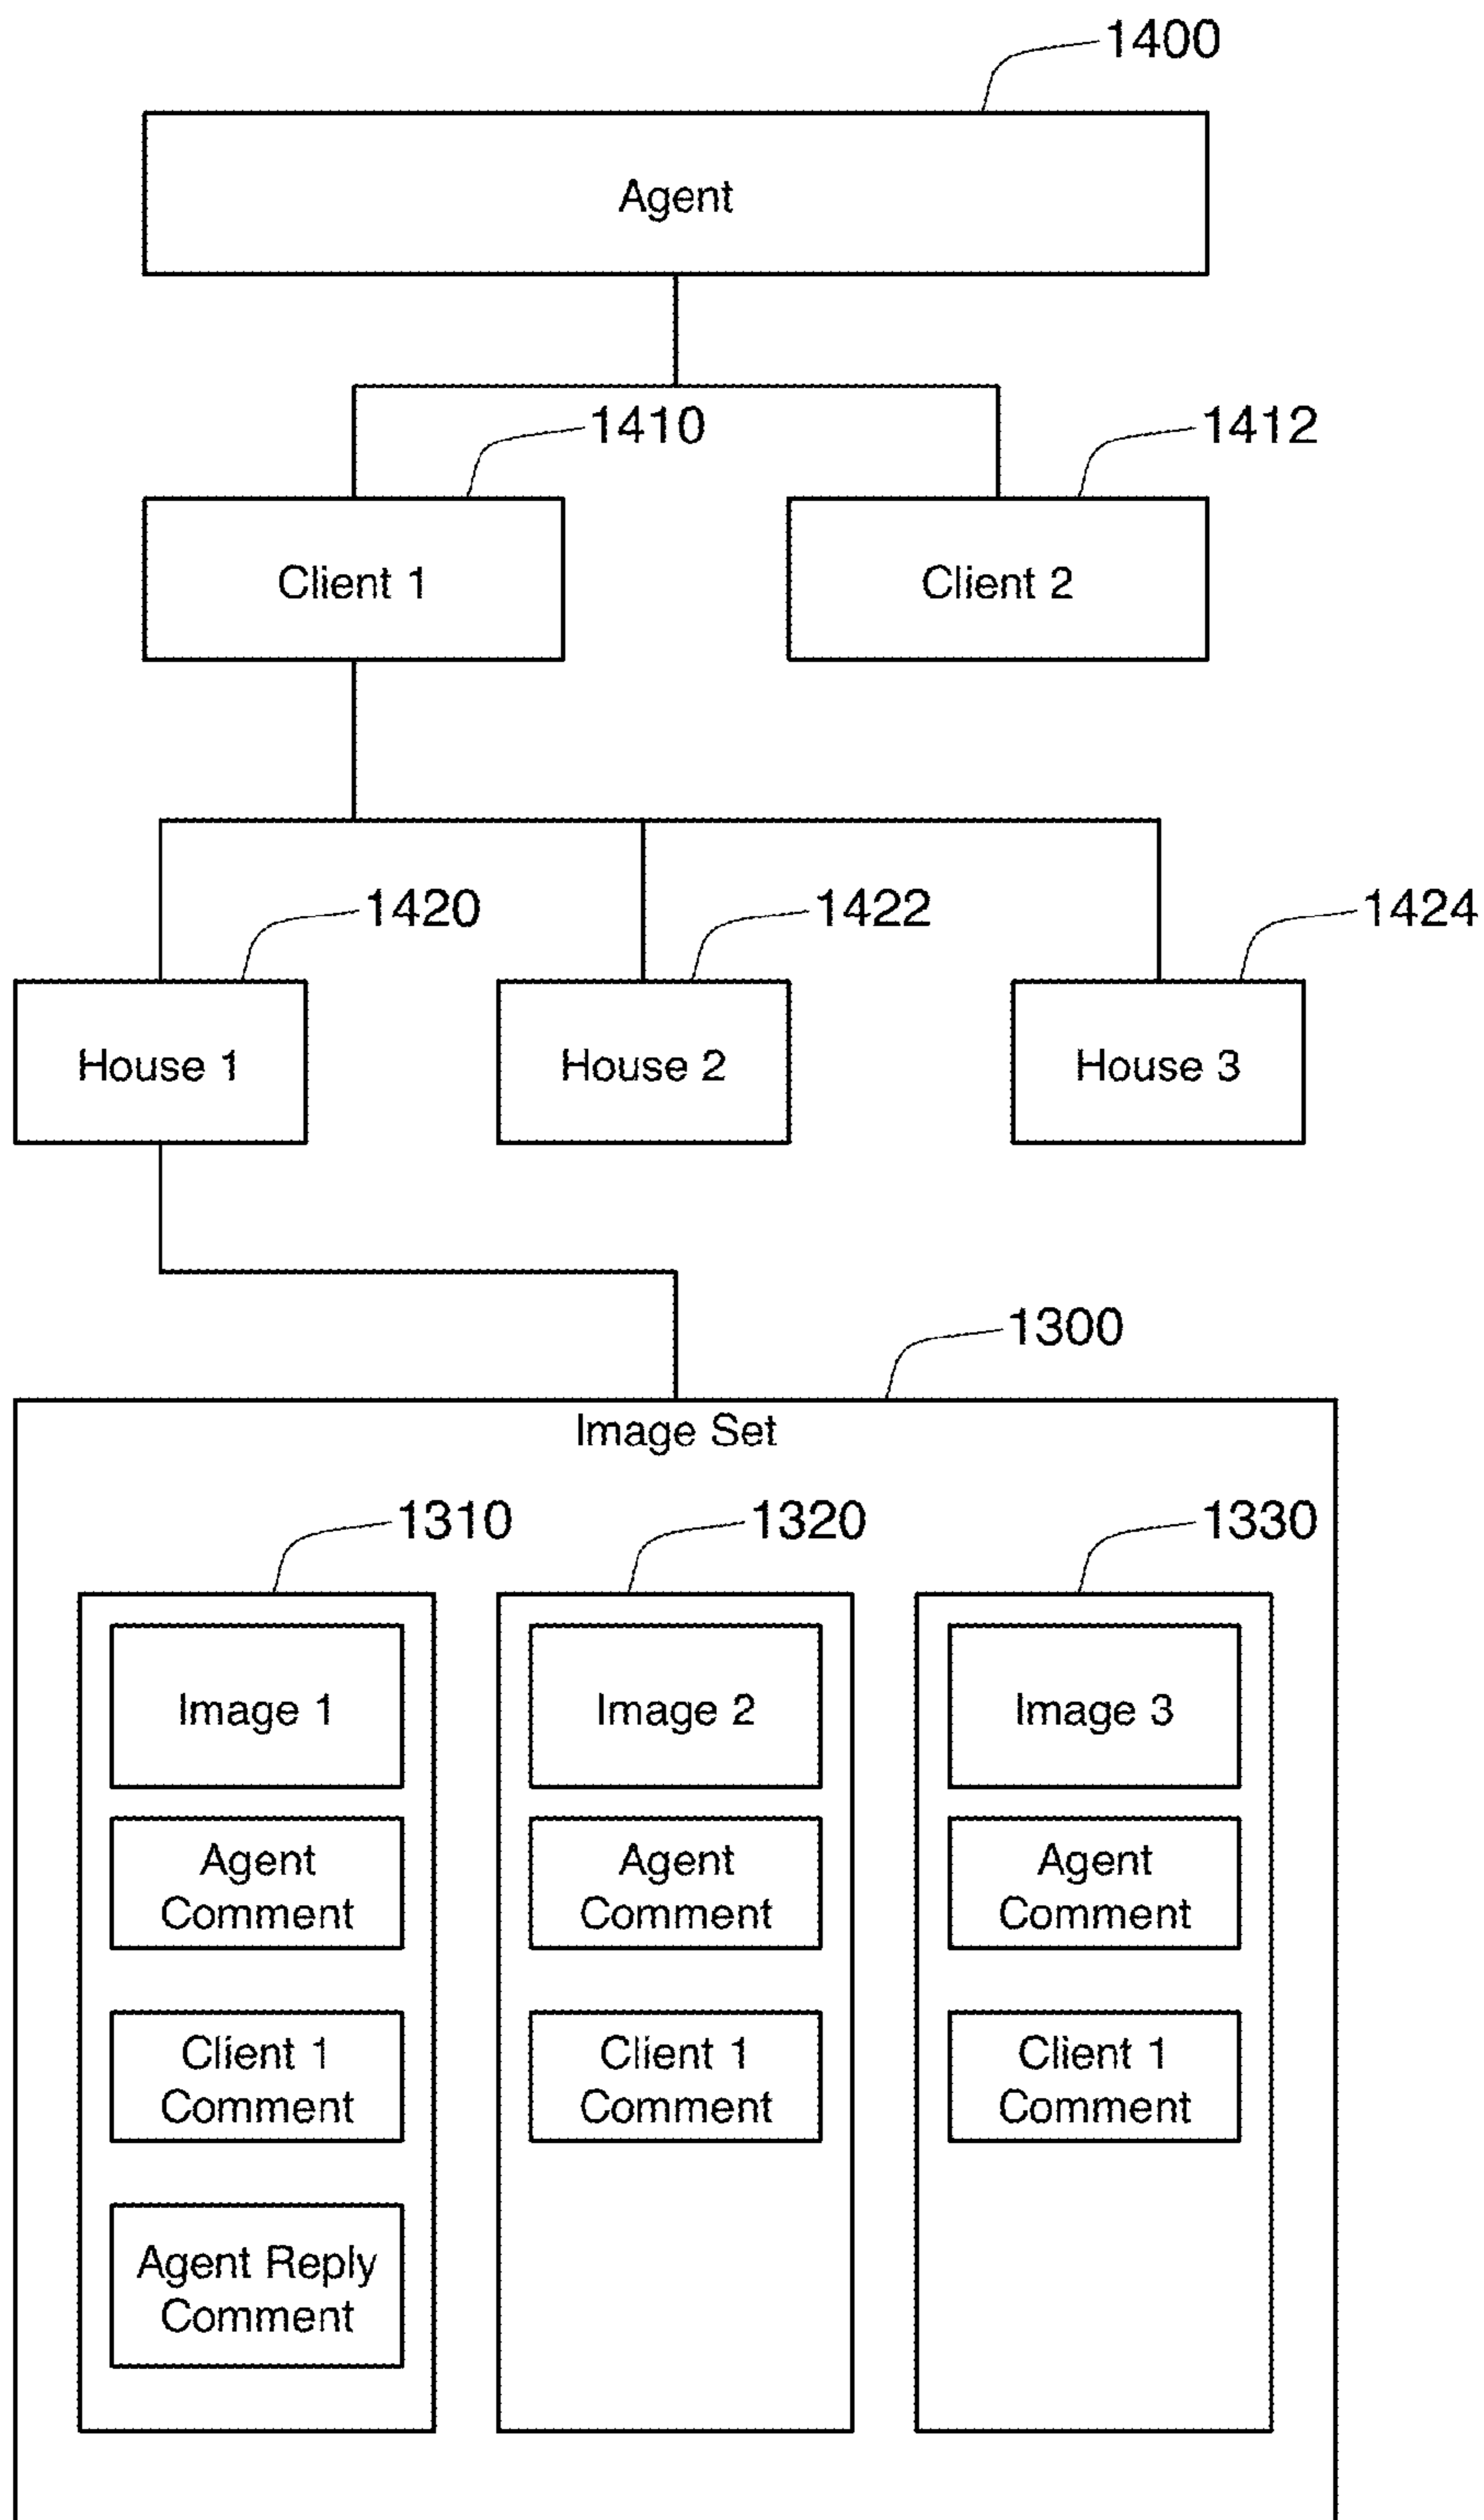 1400
Agent
1410
1412
Client 1
Client 2
1420
1422
1424
House 1
House 2
House 3
1300
Image Set
1310
1320
1330
Image 1
Image 2
Image 3
Agent
Comment
Agent
Comment
Agent
Comment
Client 1
Comment
Client 1
Comment
Client 1
Comment
Agent Reply
Comment